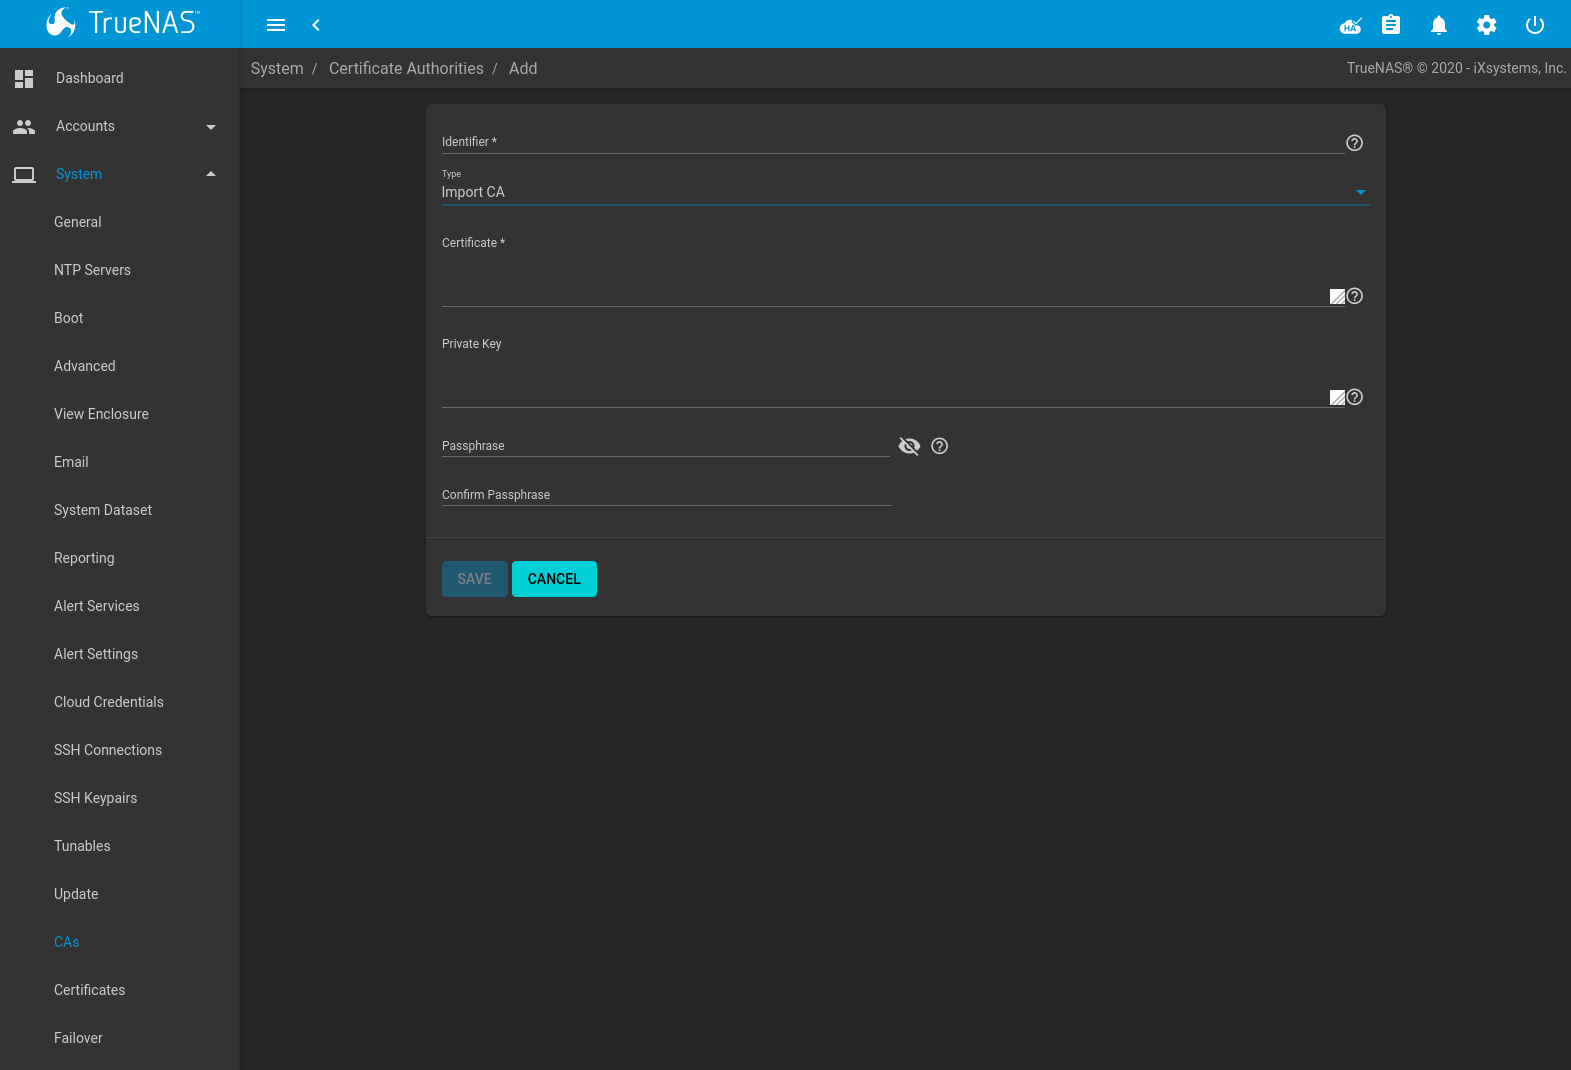 TrueNAS™
HA
System / Certificate Authorities / Add
TrueNAS® © 2020 - iXsystems, Inc.
Dashboard
Accounts
System
General
NTP Servers
Boot
Advanced
View Enclosure
Email
System Dataset
Reporting
Alert Services
Alert Settings
Cloud Credentials
SSH Connections
SSH Keypairs
Tunables
Update
CAs
Certificates
Failover
Identifier *
Type
Import CA
Certificate *
Private Key
Passphrase
Confirm Passphrase
SAVE CANCEL